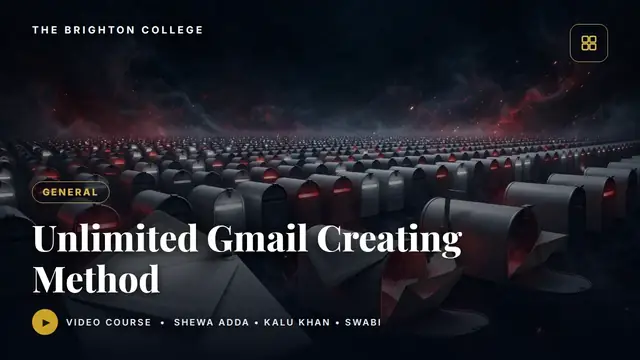 THE BRIGHTON COLLEGE
GENERAL
Unlimited Gmail Creating
Method
VIDEO COURSE • SHEWA ADDA • KALU KHAN • SWABI